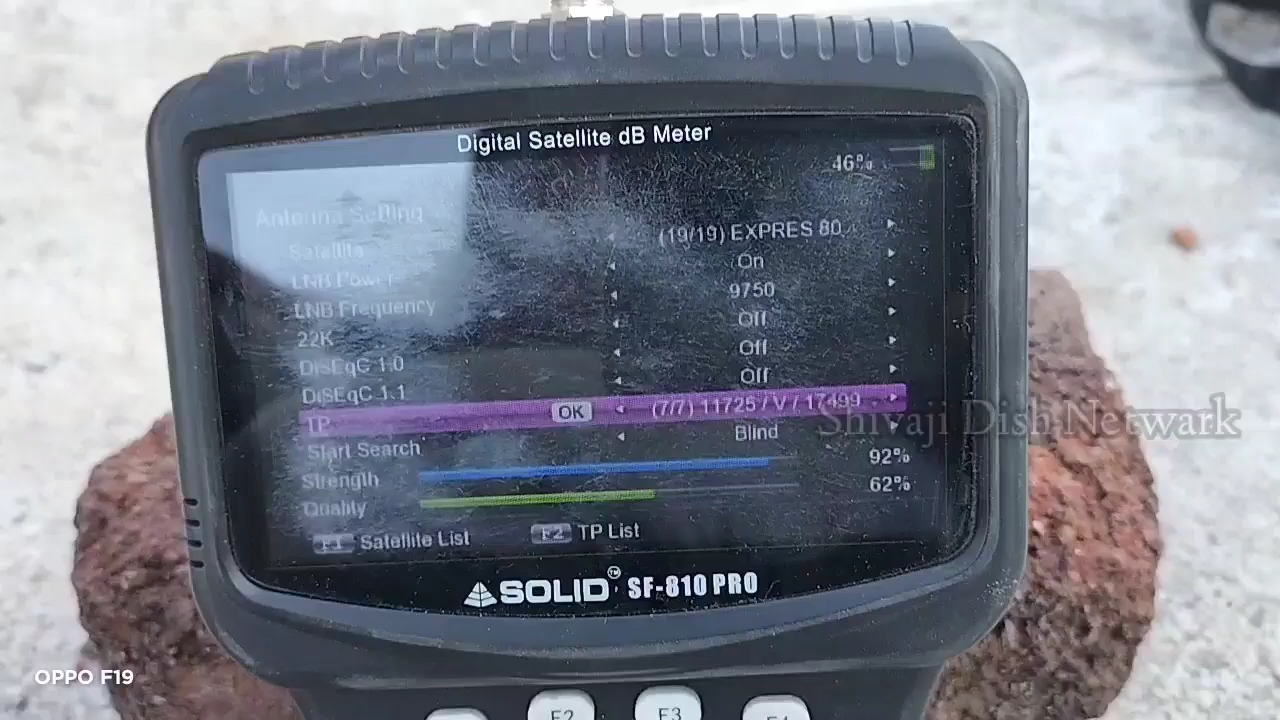 Digital Satellite dB Meter
46%
Antenna Setting
Satellite (19/19) EXPRES 80
LNB Power On
LNB Frequency 9750
22K Off
DiSEqC 1.0 Off
DiSEqC 1.1 Off
TP OK (7/7) 11725 / V / 17499
Start Search Blind
Strength 92%
Quality 62%
F1 Satellite List F2 TP List
SOLID™ SF-810 PRO
Shivaji Dish Netwark
OPPO F19
F2 F3